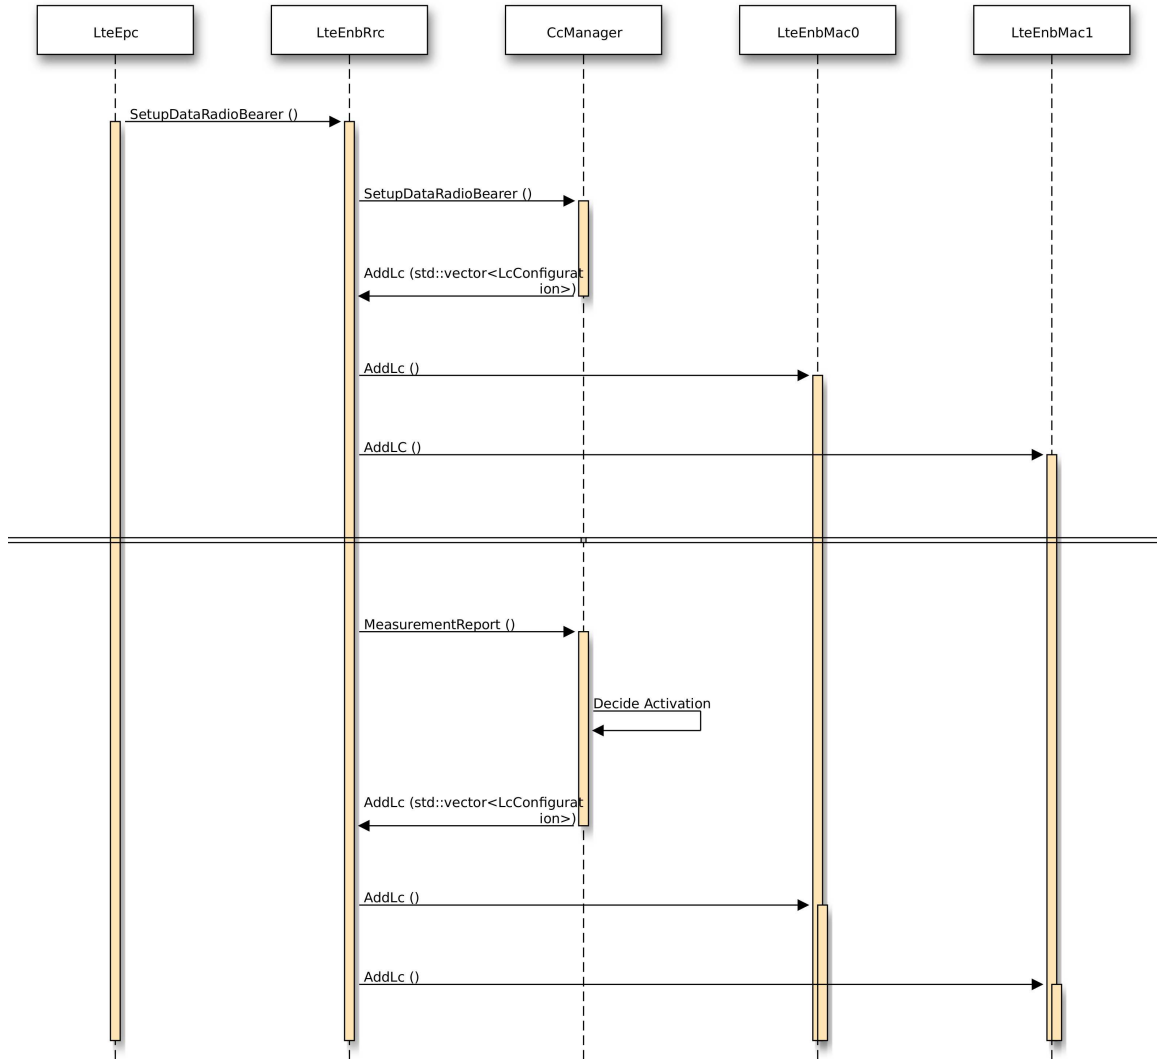 LteEpc
LteEnbRrc
CcManager
LteEnbMac0
LteEnbMac1
SetupDataRadioBearer ()
SetupDataRadioBearer ()
AddLc (std::vector<LcConfigurat
ion>)
AddLc ()
AddLC ()
MeasurementReport ()
Decide Activation
AddLc (std::vector<LcConfigurat
ion>)
AddLc ()
AddLc ()